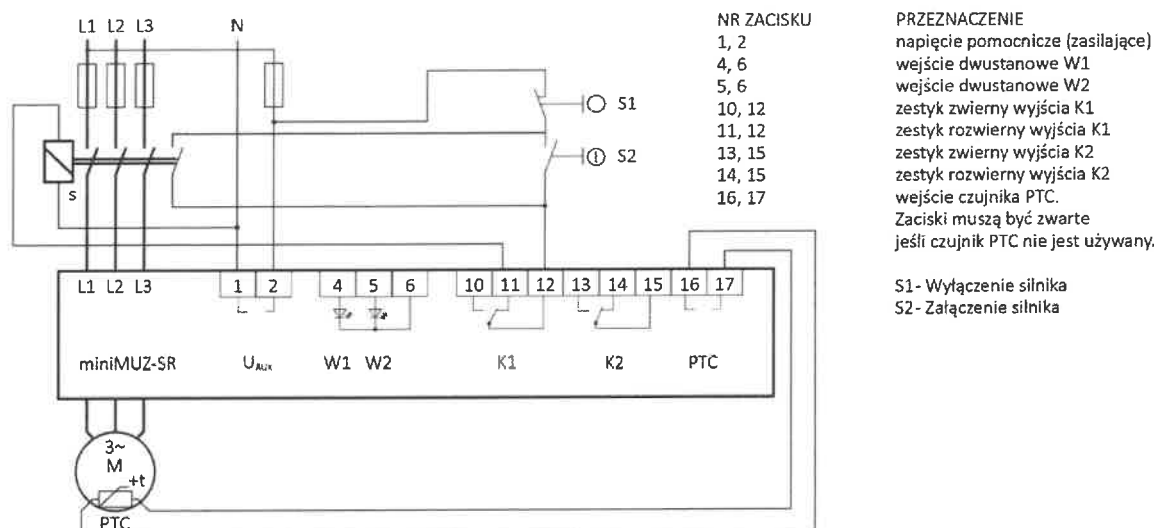 L1 L2 L3 N
S1
S2
s
L1 L2 L3
1 2 4 5 6 10 11 12 13 14 15 16 17
miniMUZ-SR UAux W1 W2 K1 K2 PTC
3~
M
+t
PTC
NR ZACISKU PRZEZNACZENIE
1, 2 napięcie pomocnicze (zasilające)
4, 6 wejście dwustanowe W1
5, 6 wejście dwustanowe W2
10, 12 zestyk zwierny wyjścia K1
11, 12 zestyk rozwierny wyjścia K1
13, 15 zestyk zwierny wyjścia K2
14, 15 zestyk rozwierny wyjścia K2
16, 17 wejście czujnika PTC.
Zaciski muszą być zwarte
jeśli czujnik PTC nie jest używany.
S1- Wyłączenie silnika
S2- Załączenie silnika